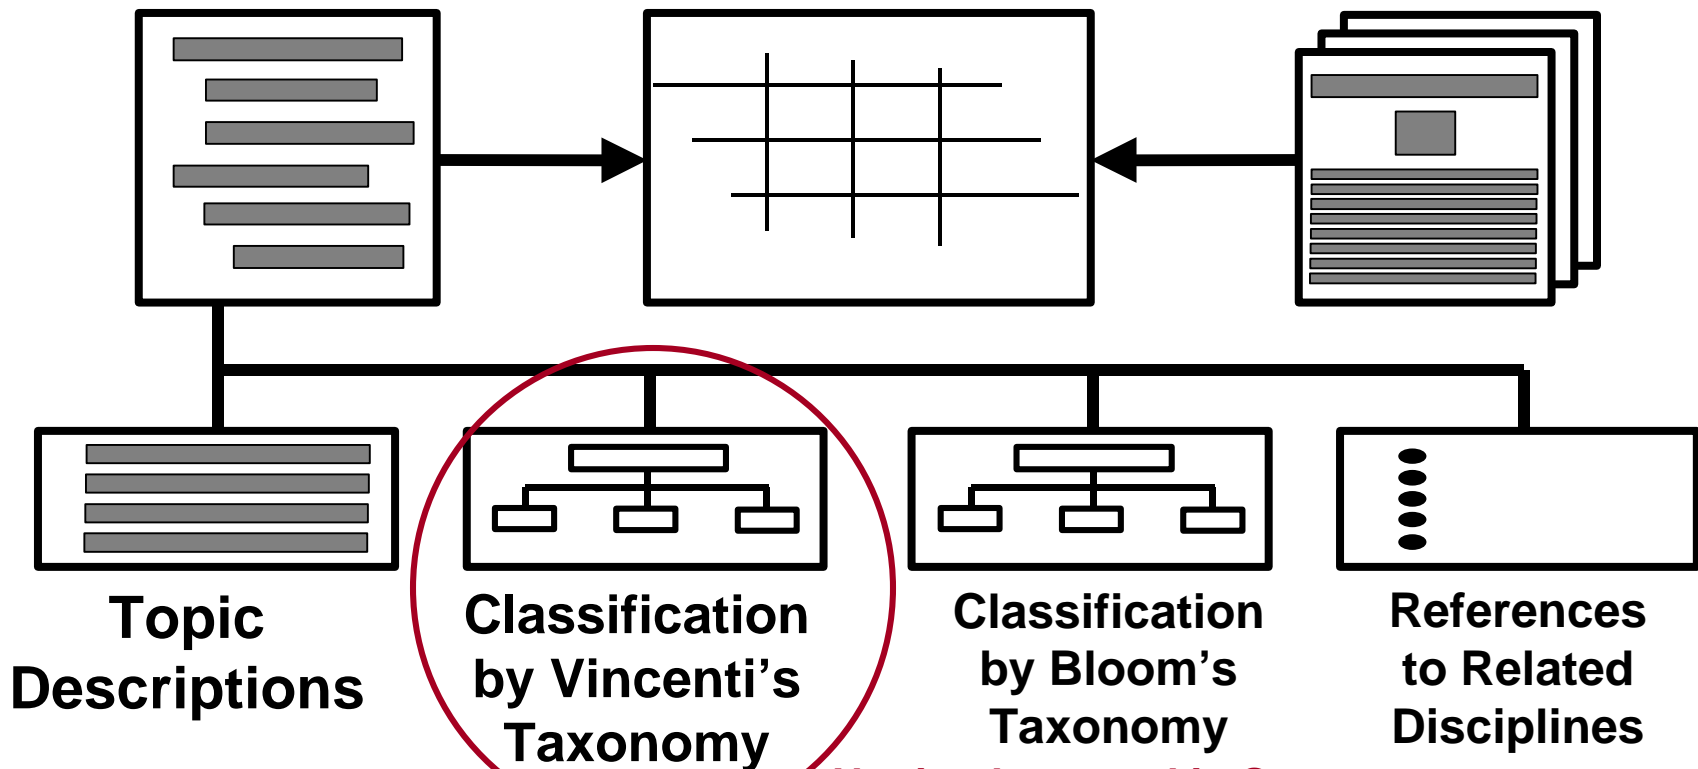 Topic
Descriptions
Classification
by Vincenti’s
Taxonomy
Classification
by Bloom’s
Taxonomy
References
to Related
Disciplines